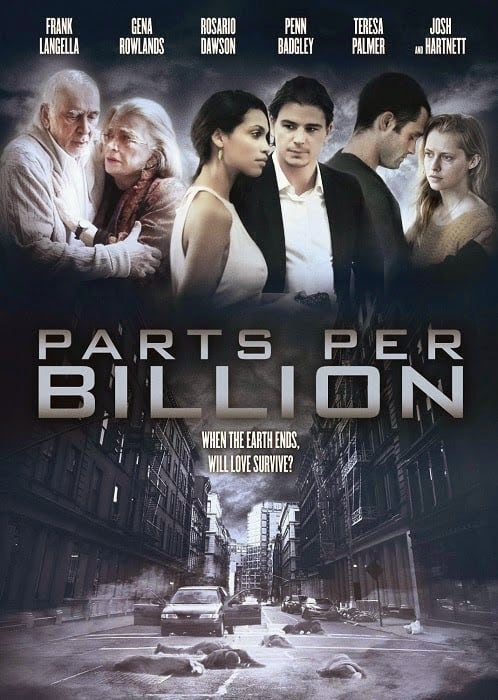 FRANK LANGELLA
GENA ROWLANDS
ROSARIO DAWSON
PENN BADGLEY
TERESA PALMER
AND JOSH HARTNETT
PARTS PER
BILLION
WHEN THE EARTH ENDS,
WILL LOVE SURVIVE?